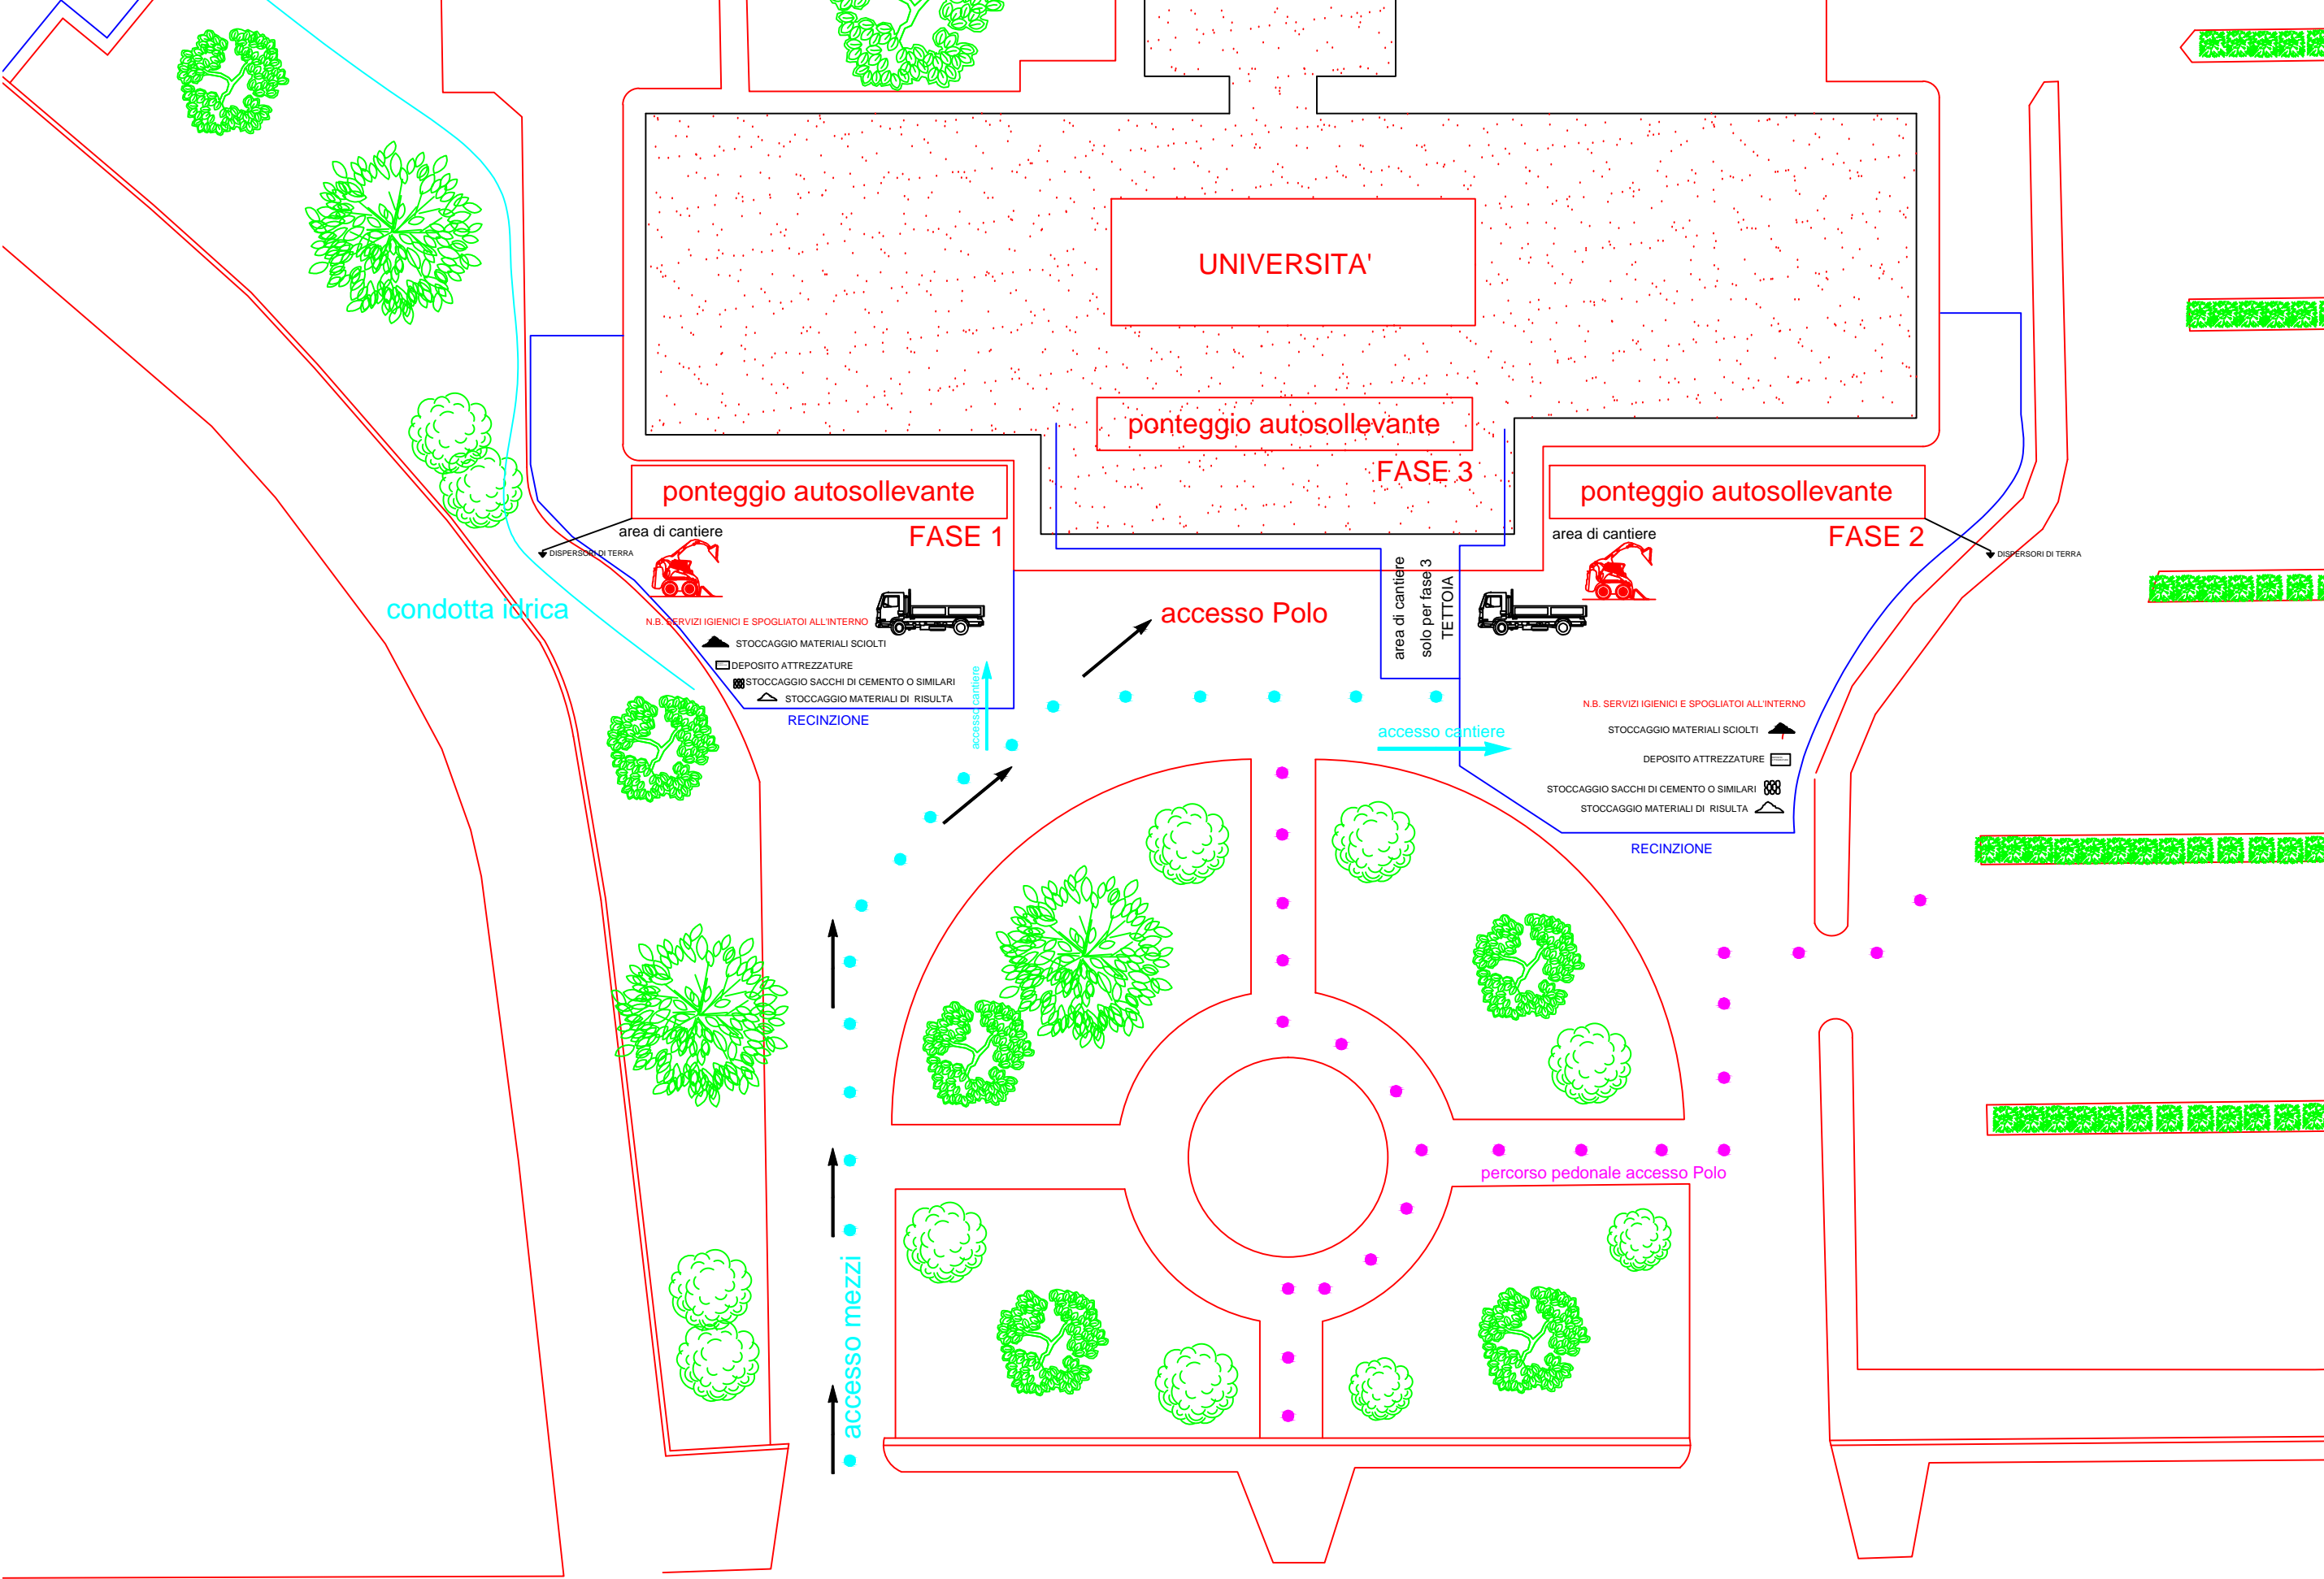 UNIVERSITA'
ponteggio autosollevante
FASE 3
ponteggio autosollevante
FASE 1
area di cantiere
DISPERSORI DI TERRA
condotta idrica
N.B. SERVIZI IGIENICI E SPOGLIATOI ALL'INTERNO
STOCCAGGIO MATERIALI SCIOLTI
DEPOSITO ATTREZZATURE
STOCCAGGIO SACCHI DI CEMENTO O SIMILARI
STOCCAGGIO MATERIALI DI RISULTA
RECINZIONE
accesso cantiere
accesso Polo
area di cantiere
solo per fase 3
TETTOIA
ponteggio autosollevante
FASE 2
area di cantiere
DISPERSORI DI TERRA
accesso cantiere
N.B. SERVIZI IGIENICI E SPOGLIATOI ALL'INTERNO
STOCCAGGIO MATERIALI SCIOLTI
DEPOSITO ATTREZZATURE
STOCCAGGIO SACCHI DI CEMENTO O SIMILARI
STOCCAGGIO MATERIALI DI RISULTA
RECINZIONE
percorso pedonale accesso Polo
accesso mezzi